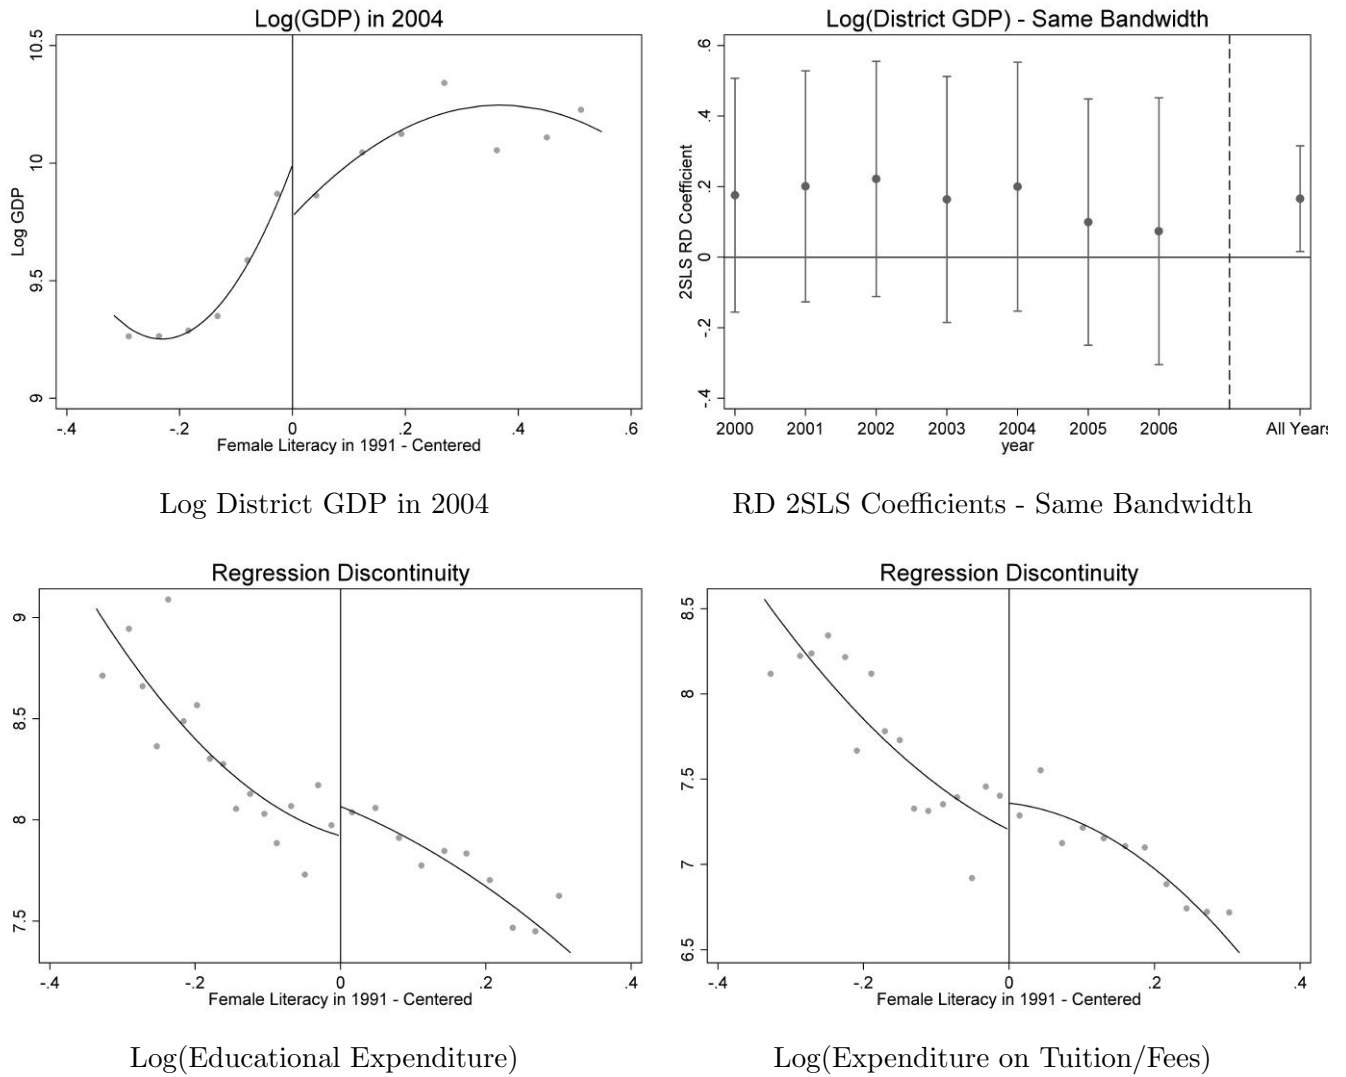 Log(GDP) in 2004
Log GDP
10.5
10
9.5
9
-.4 -.2 0 .2 .4 .6
Female Literacy in 1991 - Centered
Log District GDP in 2004
Log(District GDP) - Same Bandwidth
2SLS RD Coefficient
.6
.4
.2
0
-.2
-.4
2000 2001 2002 2003 2004 2005 2006 All Years
year
RD 2SLS Coefficients - Same Bandwidth
Regression Discontinuity
9
8.5
8
7.5
-.4 -.2 0 .2 .4
Female Literacy in 1991 - Centered
Log(Educational Expenditure)
Regression Discontinuity
8.5
8
7.5
7
6.5
-.4 -.2 0 .2 .4
Female Literacy in 1991 - Centered
Log(Expenditure on Tuition/Fees)